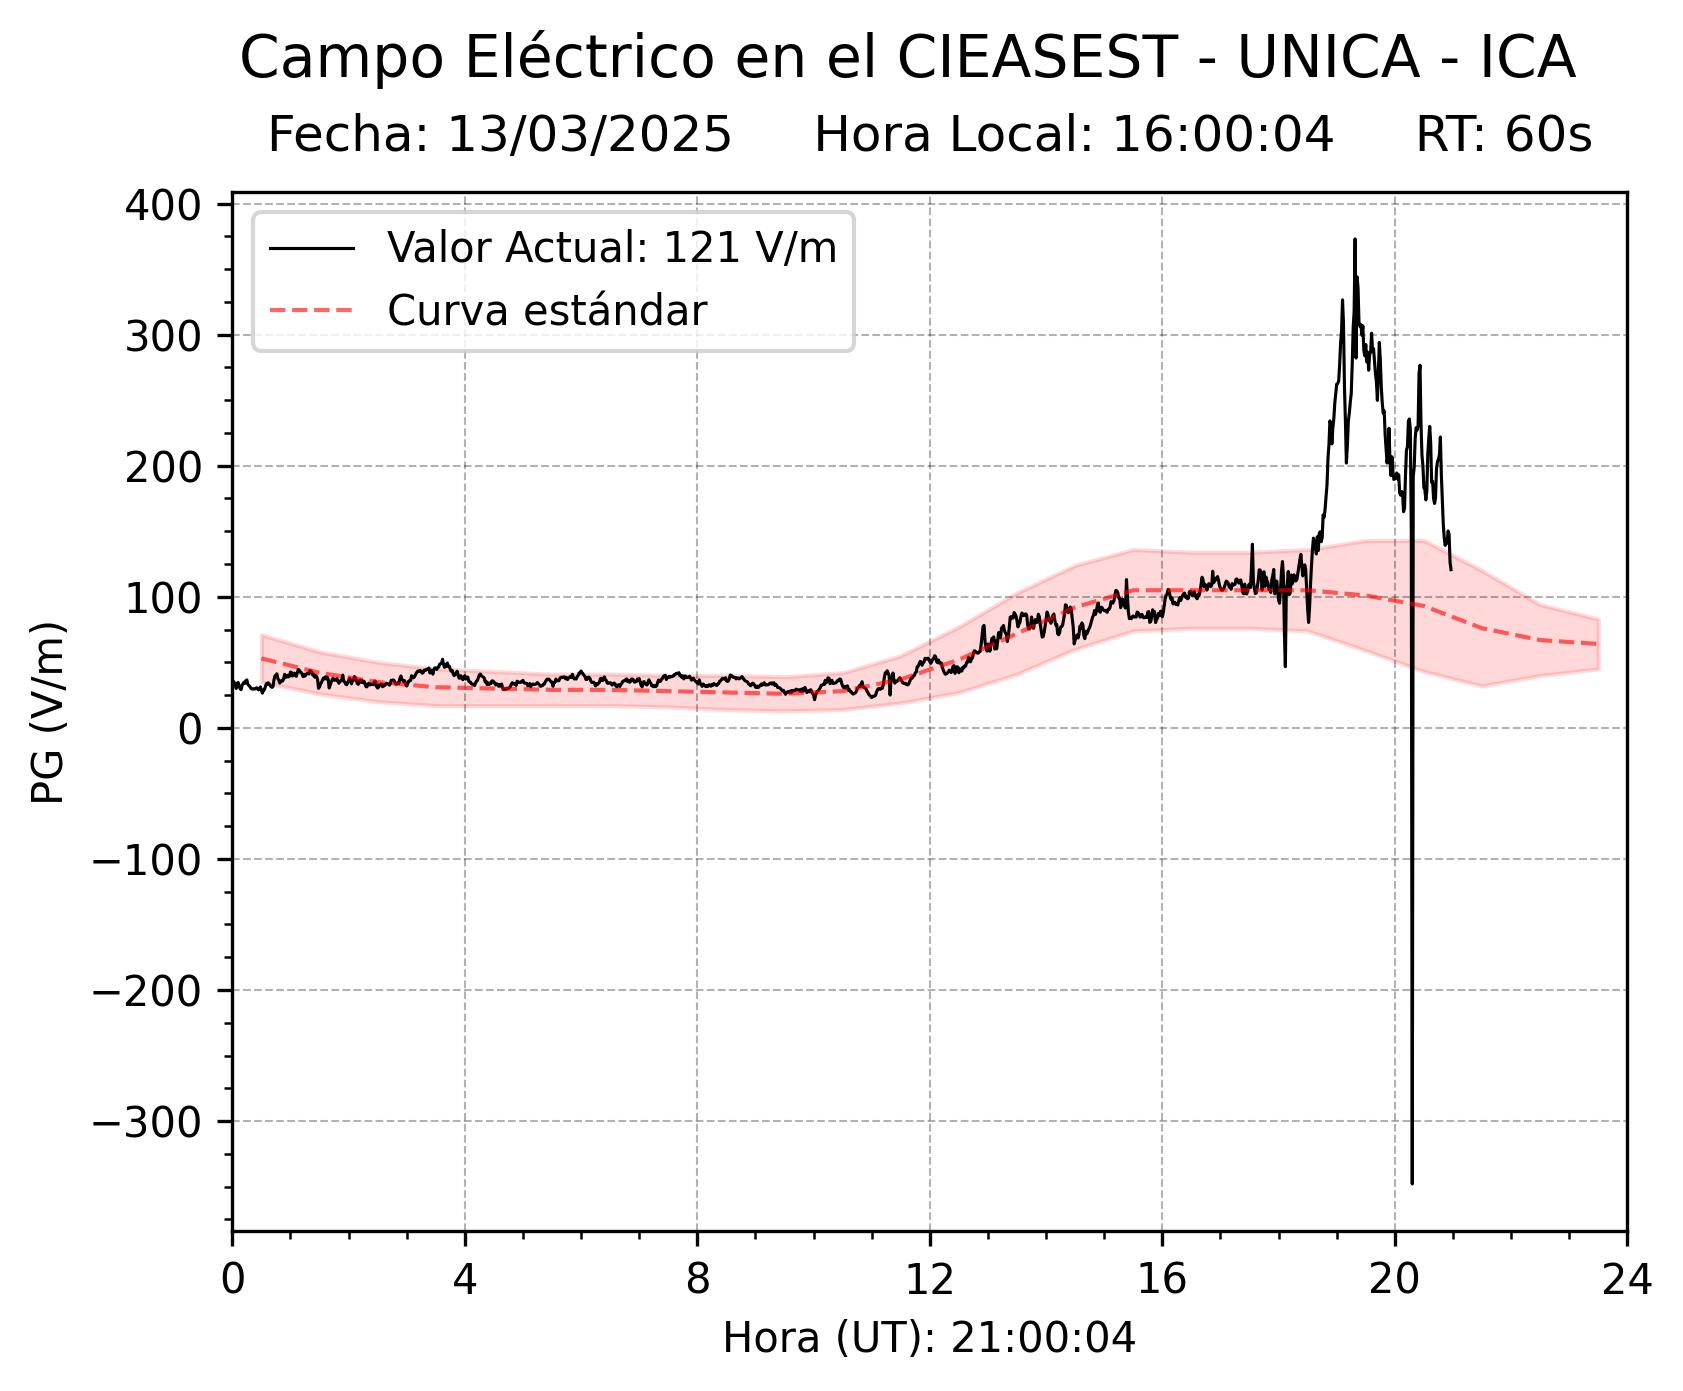 Campo Eléctrico en el CIEASEST - UNICA - ICA
Fecha: 13/03/2025 Hora Local: 16:00:04 RT: 60s
Valor Actual: 121 V/m
Curva estándar
PG (V/m)
400
300
200
100
0
−100
−200
−300
0 4 8 12 16 20 24
Hora (UT): 21:00:04